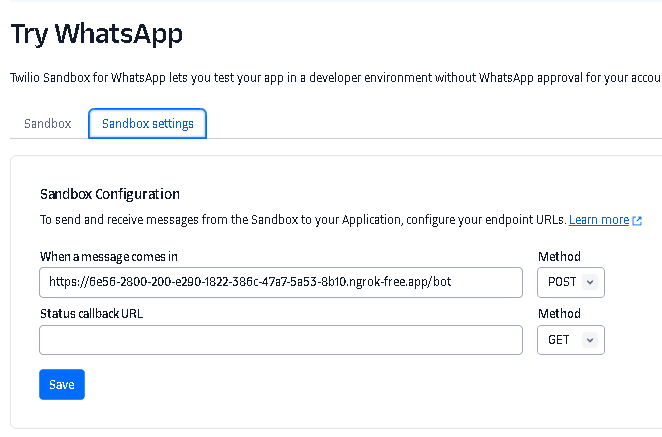 Try WhatsApp
Twilio Sandbox for WhatsApp lets you test your app in a developer environment without WhatsApp approval for your accou
Sandbox Sandbox settings
Sandbox Configuration
To send and receive messages from the Sandbox to your Application, configure your endpoint URLs. Learn more
When a message comes in Method
https://6e56-2800-200-e290-1822-386c-47a7-5a53-8b10.ngrok-free.app/bot POST
Status callback URL Method
GET
Save